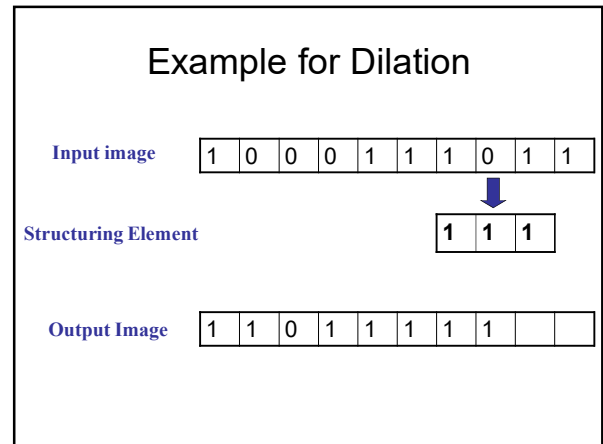 Example for Dilation
Input image 1 0 0 0 1 1 1 0 1 1
Structuring Element 1 1 1
Output Image 1 1 0 1 1 1 1 1